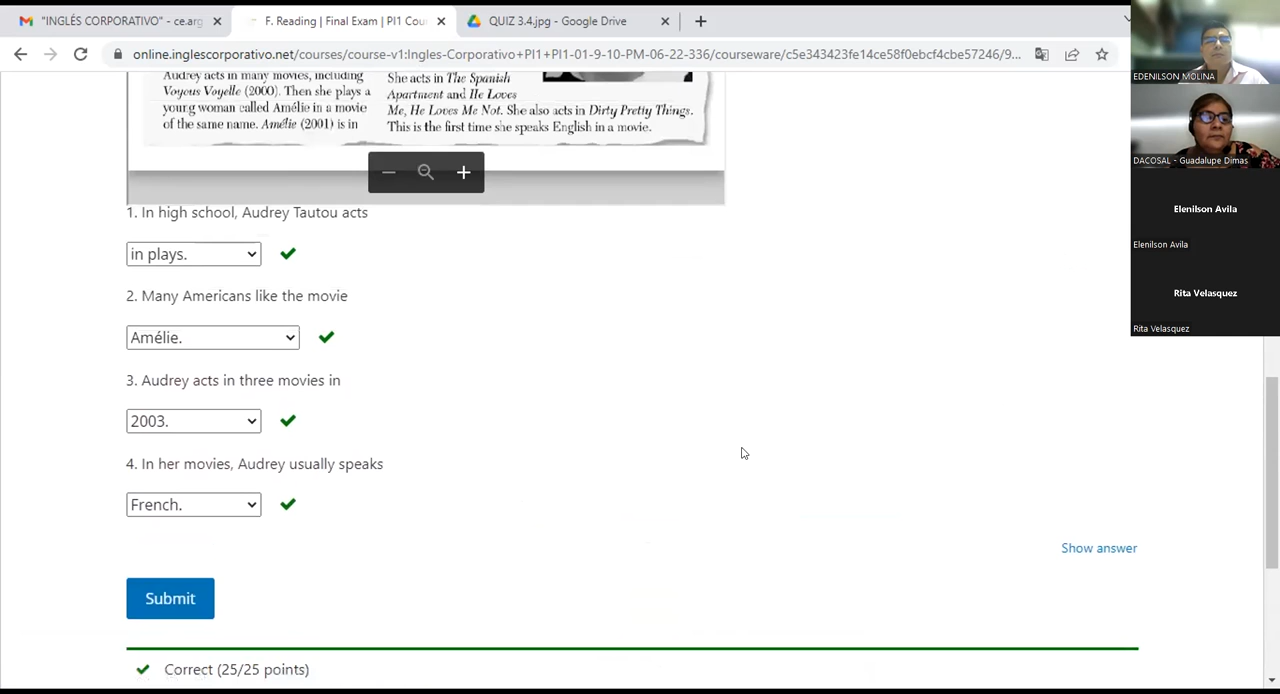 "INGLÉS CORPORATIVO" - ce.arg
F. Reading | Final Exam | PI1 Cou
QUIZ 3.4.jpg - Google Drive
online.inglescorporativo.net/courses/course-v1:Ingles-Corporativo+PI1+PI1-01-9-10-PM-06-22-336/courseware/c5e343423fe14ce58f0ebcf4cbe57246/9...
Audrey acts in many movies, including
Voyous Voyelle (2000). Then she plays a
young woman called Amélie in a movie
of the same name. Amélie (2001) is in
She acts in The Spanish
Apartment and He Loves
Me, He Loves Me Not. She also acts in Dirty Pretty Things.
This is the first time she speaks English in a movie.
1. In high school, Audrey Tautou acts
in plays.
2. Many Americans like the movie
Amélie.
3. Audrey acts in three movies in
2003.
4. In her movies, Audrey usually speaks
French.
Show answer
Submit
Correct (25/25 points)
EDENILSON MOLINA
DACOSAL - Guadalupe Dimas
Elenilson Avila
Elenilson Avila
Rita Velasquez
Rita Velasquez